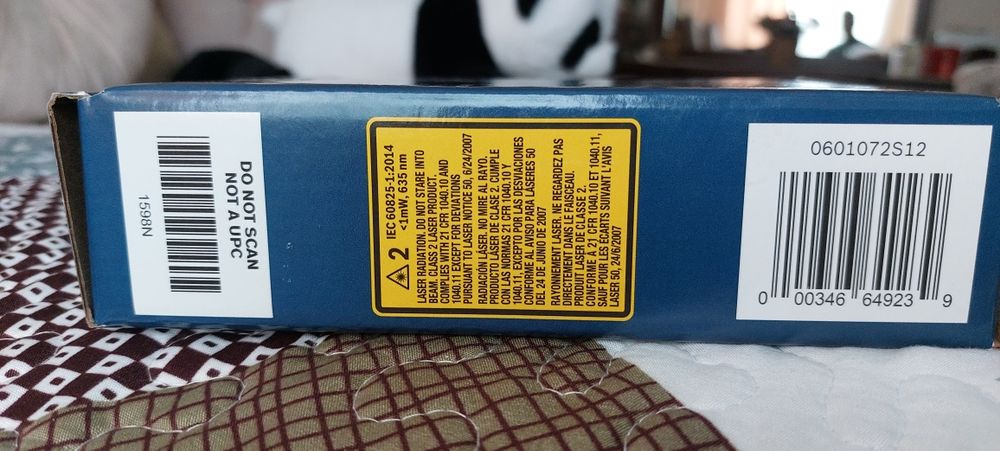 DO NOT SCAN
NOT A UPC
1598N
2 IEC 60825-1:2014
<1mW, 635 nm
LASER RADIATION. DO NOT STARE INTO
BEAM. CLASS 2 LASER PRODUCT.
COMPLIES WITH 21 CFR 1040.10 AND
1040.11 EXCEPT FOR DEVIATIONS
PURSUANT TO LASER NOTICE 50, 6/24/2007
RADIACIÓN LÁSER. NO MIRE AL RAYO.
PRODUCTO LÁSER DE CLASE 2. CUMPLE
CON LAS NORMAS 21 CFR 1040.10 Y
1040.11, EXCEPTO POR LAS DESVIACIONES
CONFORME AL AVISO PARA LÁSERES 50
DEL 24 DE JUNIO DE 2007
RAYONNEMENT LASER, NE REGARDEZ PAS
DIRECTEMENT DANS LE FAISCEAU.
PRODUIT LASER DE CLASSE 2.
CONFORME À 21 CFR 1040.10 ET 1040.11,
SAUF POUR LES ÉCARTS SUIVANT L'AVIS
LASER 50, 24/6/2007
0601072S12
0 00346 64923 9